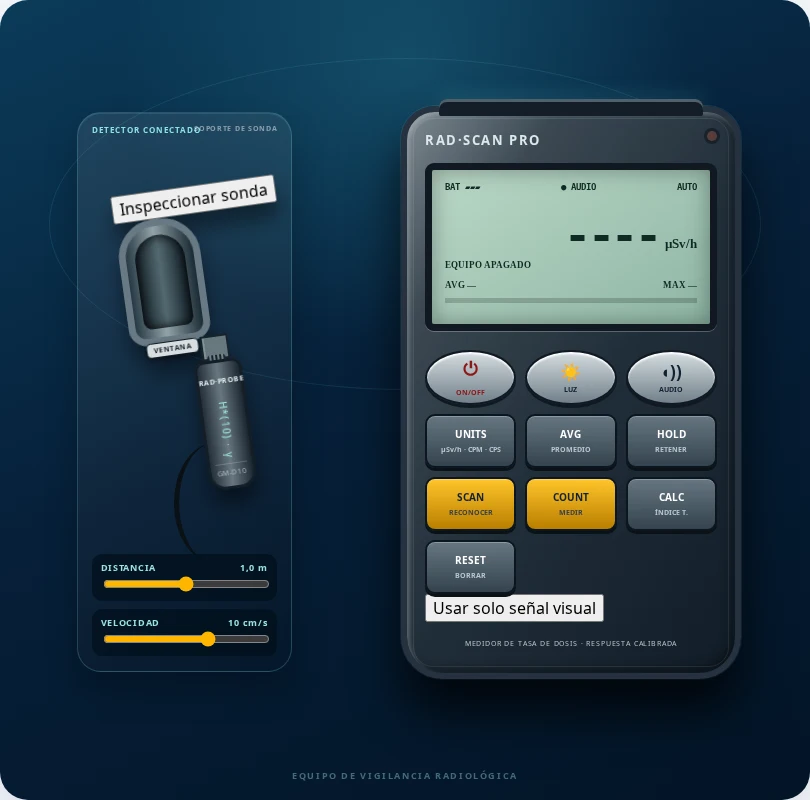 DETECTOR CONECTADO
SOPORTE DE SONDA
Inspeccionar sonda
VENTANA
RAD·PROBE
H*(10) · γ
GM-D10
DISTANCIA 1,0 m
VELOCIDAD 10 cm/s
RAD·SCAN PRO
BAT ▰▰▰ ● AUDIO AUTO
---- µSv/h
EQUIPO APAGADO
AVG — MAX —
ON/OFF
LUZ
AUDIO
UNITS
µSv/h · CPM · CPS
AVG
PROMEDIO
HOLD
RETENER
SCAN
RECONOCER
COUNT
MEDIR
CALC
ÍNDICE T.
RESET
BORRAR
Usar solo señal visual
MEDIDOR DE TASA DE DOSIS · RESPUESTA CALIBRADA
EQUIPO DE VIGILANCIA RADIOLÓGICA